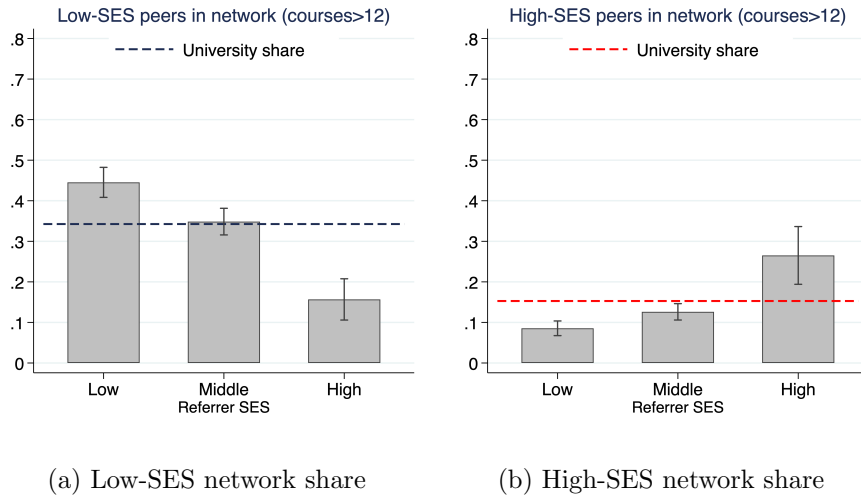 Low-SES peers in network (courses>12)
University share
.8
.7
.6
.5
.4
.3
.2
.1
0
Low Middle High
Referrer SES
(a) Low-SES network share
High-SES peers in network (courses>12)
University share
.8
.7
.6
.5
.4
.3
.2
.1
0
Low Middle High
Referrer SES
(b) High-SES network share